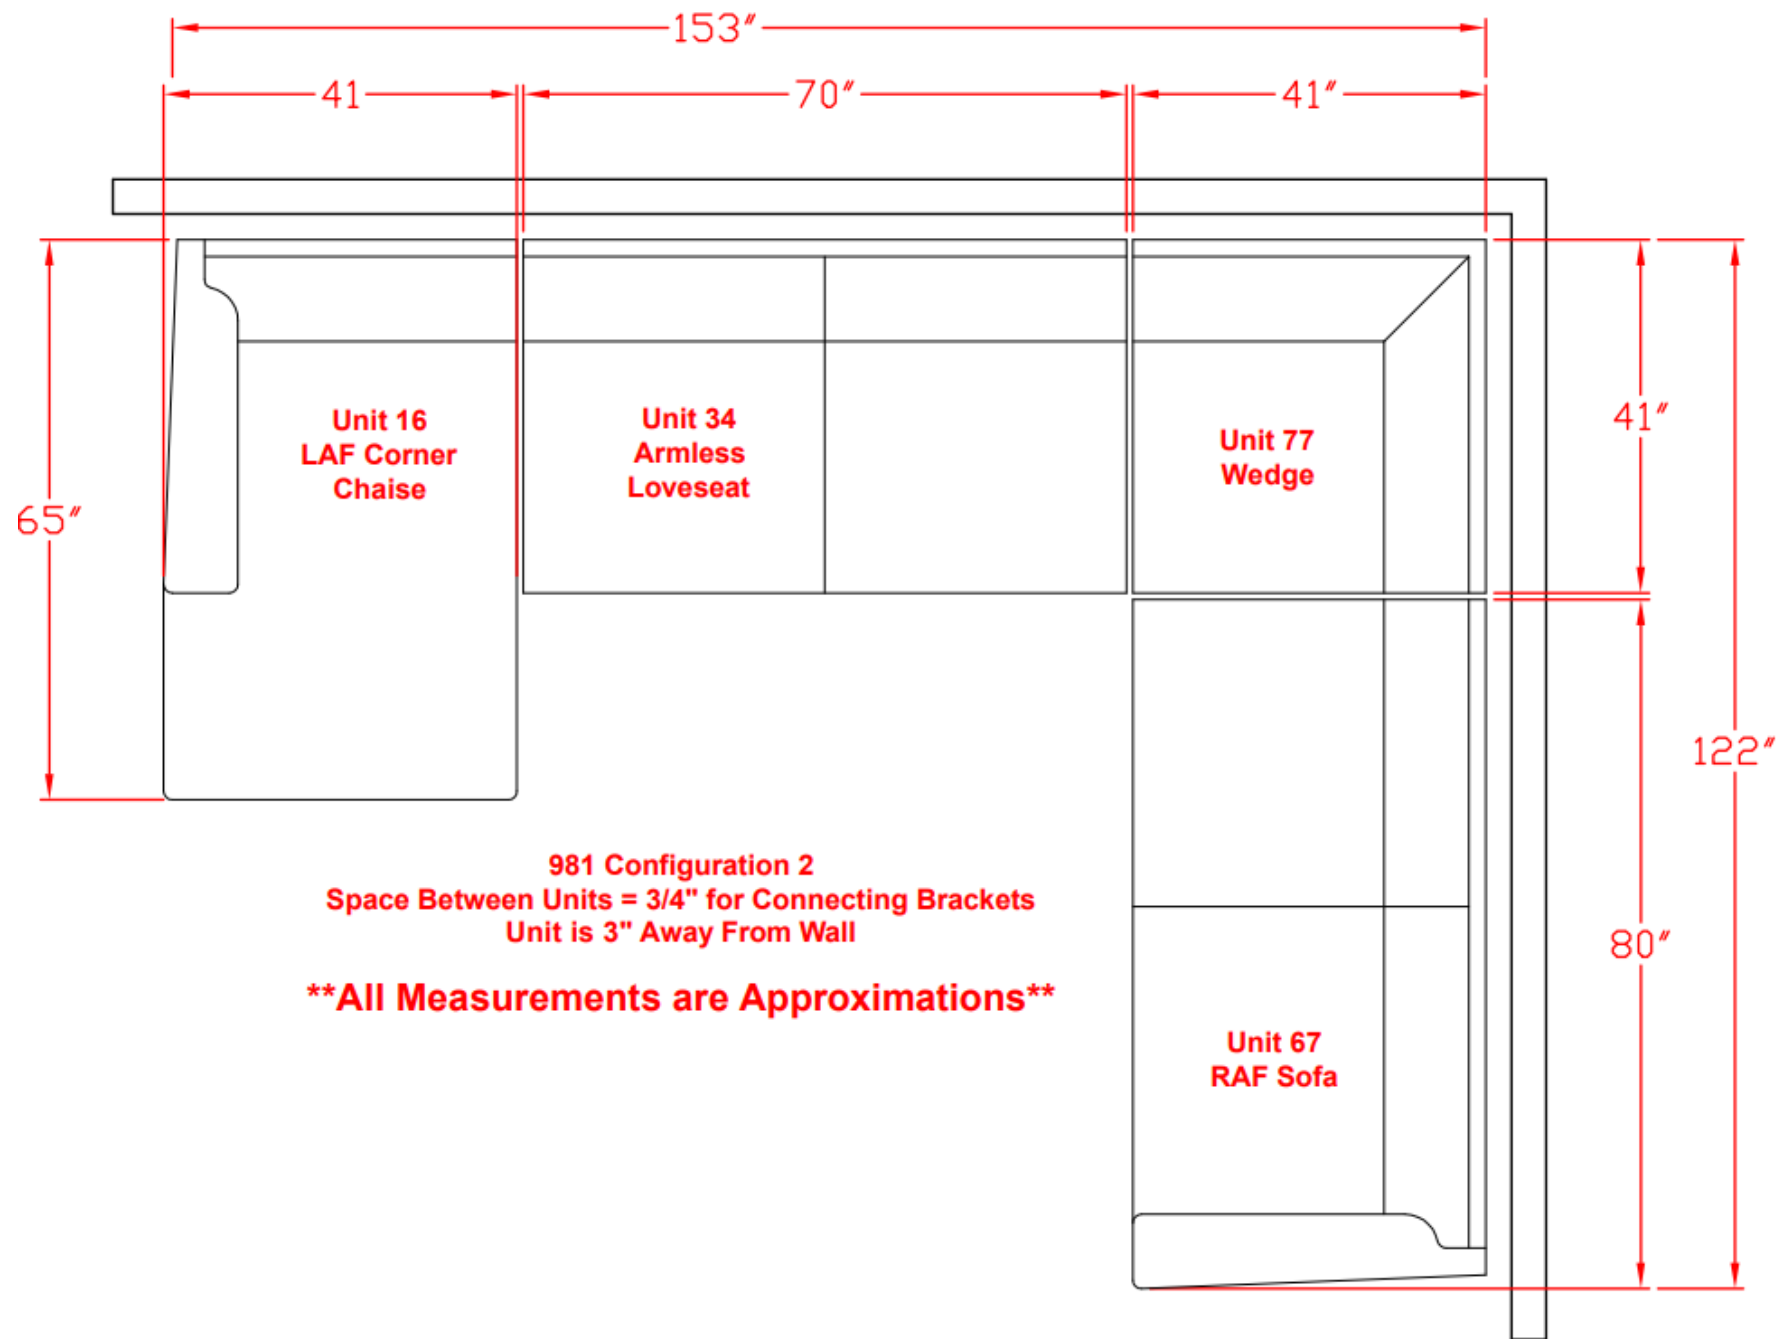 153"
41
70"
41"
Unit 16
LAF Corner
Chaise
Unit 34
Armless
Loveseat
Unit 77
Wedge
41"
65"
122"
80"
981 Configuration 2
Space Between Units = 3/4" for Connecting Brackets
Unit is 3" Away From Wall
**All Measurements are Approximations**
Unit 67
RAF Sofa